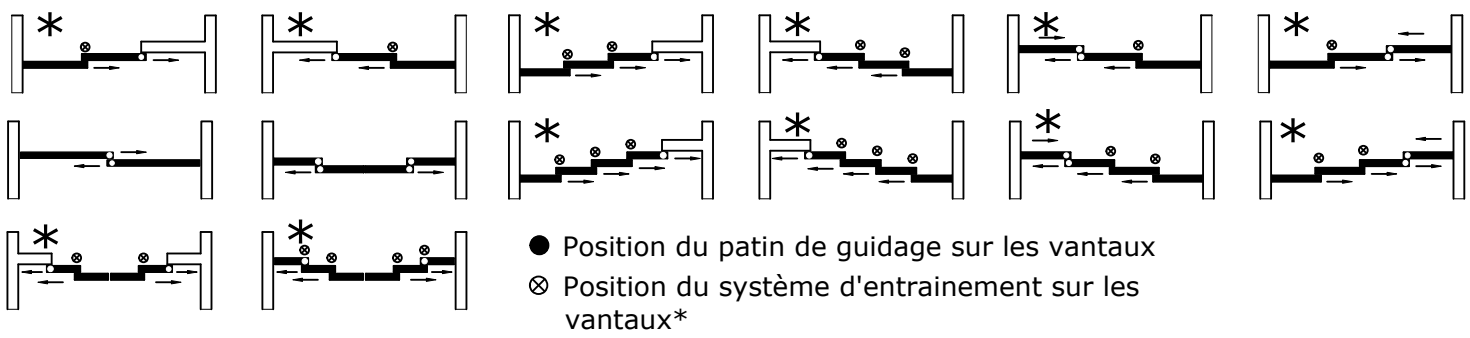 Position du patin de guidage sur les vantaux
Position du système d'entrainement sur les
vantaux*